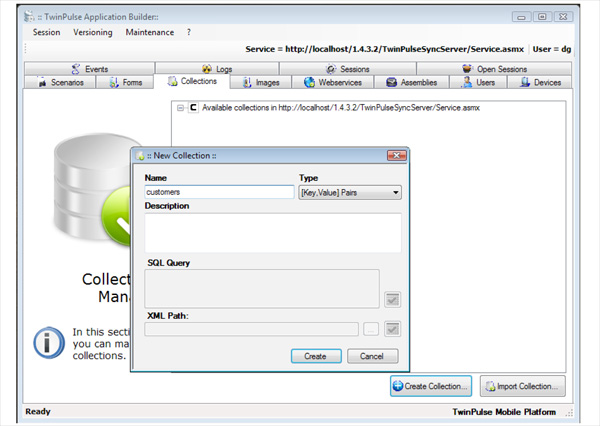 :: TwinPulse Application Builder::
Session Versioning Maintenance ?
Service = http://localhost/1.4.3.2/TwinPulseSyncServer/Service.asmx User = dg
Events Logs Sessions Open Sessions
Scenarios Forms Collections Images Webservices Assemblies Users Devices
C Available collections in http://localhost/1.4.3.2/TwinPulseSyncServer/Service.asmx
:: New Collection ::
Name Type
customers [Key,Value] Pairs
Description
SQL Query
XML Path:
...
Create Cancel
Collect
Man
In this secti
you can ma
collections.
Create Collection... Import Collection...
Ready TwinPulse Mobile Platform